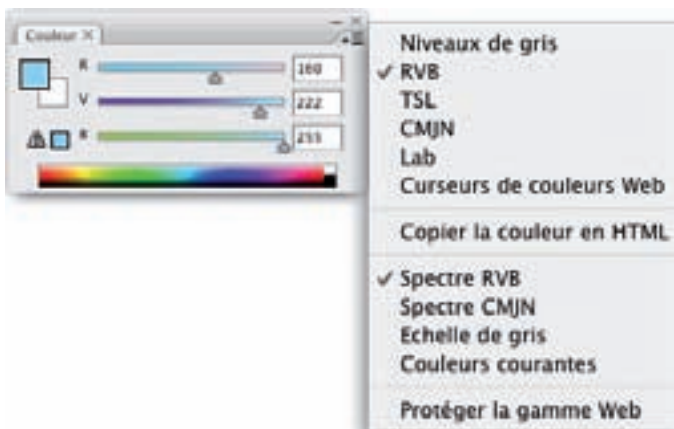 Couleur
R 160
V 222
B 255
Niveaux de gris
RVB
TSL
CMJN
Lab
Curseurs de couleurs Web
Copier la couleur en HTML
Spectre RVB
Spectre CMJN
Echelle de gris
Couleurs courantes
Protéger la gamme Web